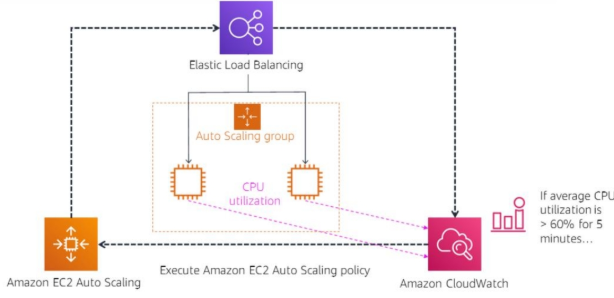 Elastic Load Balancing
Auto Scaling group
CPU
utilization
If average CPU
utilization is
> 60% for 5
minutes...
Amazon EC2 Auto Scaling
Execute Amazon EC2 Auto Scaling policy
Amazon CloudWatch